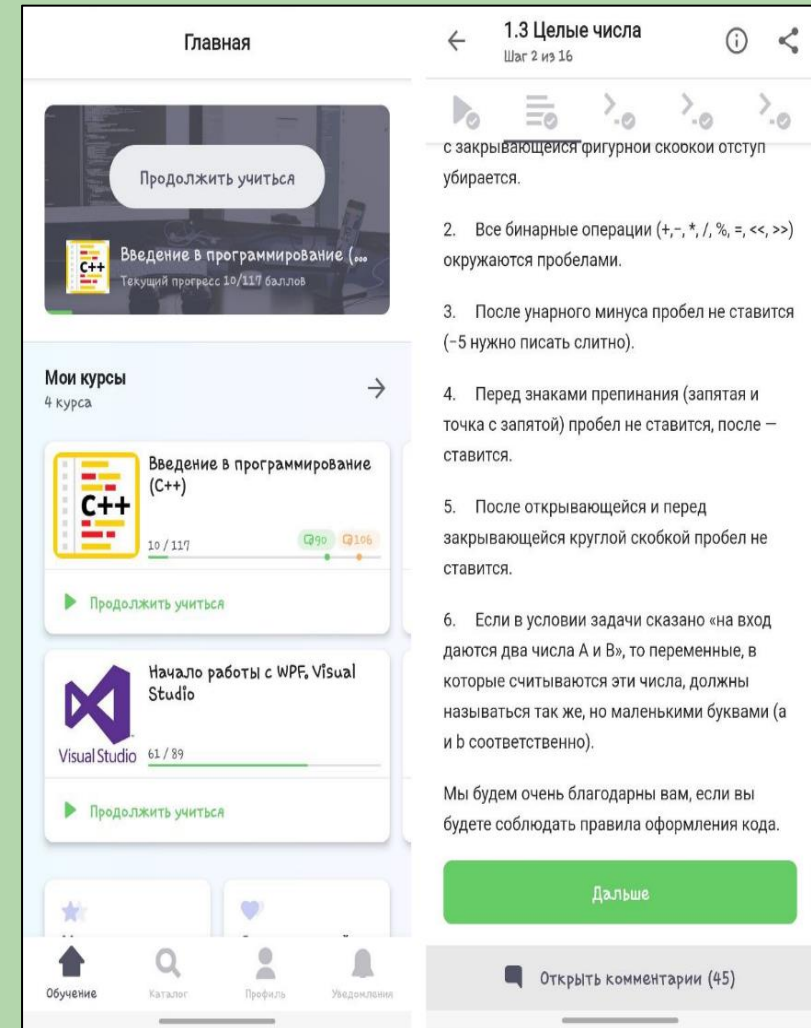 Главная
Продолжить учиться
C++
Введение в программирование (...
Текущий прогресс 10/117 баллов
Мои курсы
4 курса
C++
Введение в программирование
(C++)
10 / 117
90
106
Продолжить учиться
Visual Studio
Начало работы с WPF, Visual
Studio
61 / 89
Продолжить учиться
Обучение
Каталог
Профиль
Уведомления
1.3 Целые числа
Шаг 2 из 16
с закрывающейся фигурной скобкой отступ
убирается.
2. Все бинарные операции (+,−, *, /, %, =, <<, >>)
окружаются пробелами.
3. После унарного минуса пробел не ставится
(−5 нужно писать слитно).
4. Перед знаками препинания (запятая и
точка с запятой) пробел не ставится, после —
ставится.
5. После открывающейся и перед
закрывающейся круглой скобкой пробел не
ставится.
6. Если в условии задачи сказано «на вход
даются два числа A и B», то переменные, в
которые считываются эти числа, должны
называться так же, но маленькими буквами (a
и b соответственно).
Мы будем очень благодарны вам, если вы
будете соблюдать правила оформления кода.
Дальше
Открыть комментарии (45)